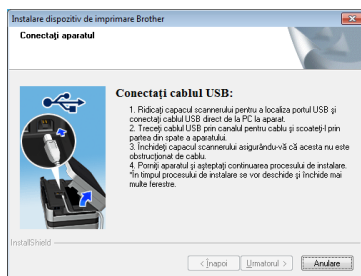 Instalare dispozitiv de imprimare Brother
Conectaţi aparatul
Conectaţi cablul USB:
1. Ridicaţi capacul scannerului pentru a localiza portul USB şi
conectaţi cablul USB direct de la PC la aparat.
2. Treceţi cablul USB prin canalul pentru cablu şi scoateţi-l prin
partea din spate a aparatului.
3. Închideţi capacul scannerului asigurându-vă că acesta nu este
obstrucţionat de cablu.
4. Porniţi aparatul şi aşteptaţi continuarea procesului de instalare.
*În timpul procesului de instalare se vor deschide şi închide mai
multe ferestre.
InstallShield
< Înapoi
Urmatorul >
Anulare